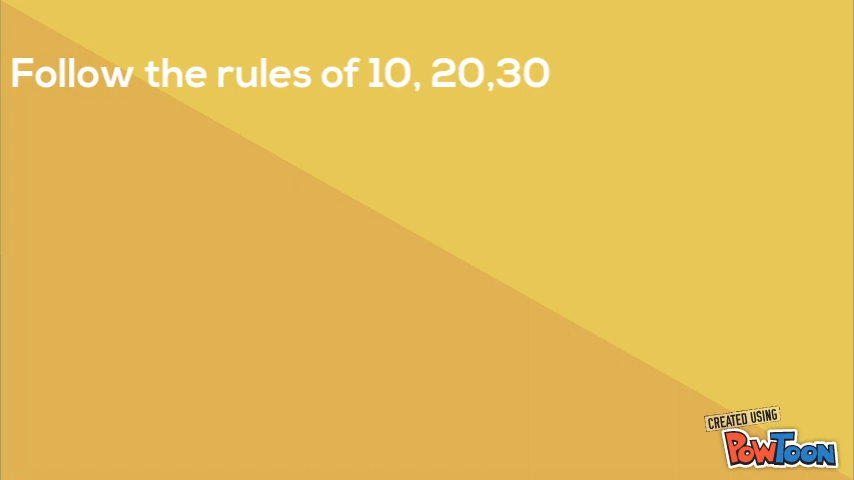 Follow the rules of 10, 20,30
CREATED USING
POWTOON